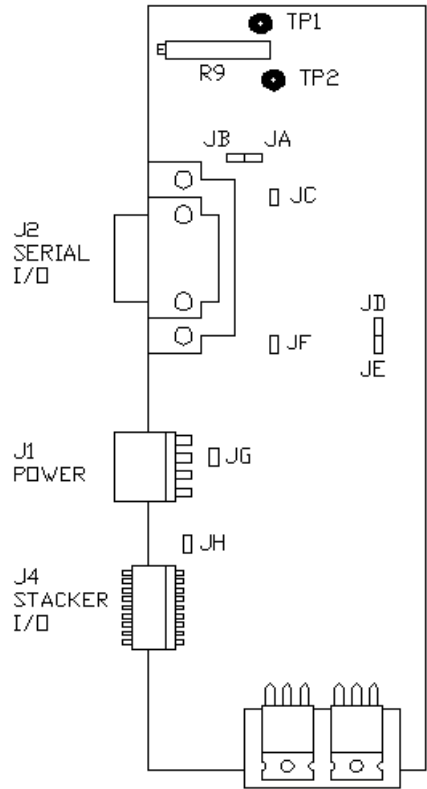 TP1
R9
TP2
JB JA
JC
J2
SERIAL
I/O
JD
JF
JE
J1
POWER
JG
JH
J4
STACKER
I/O